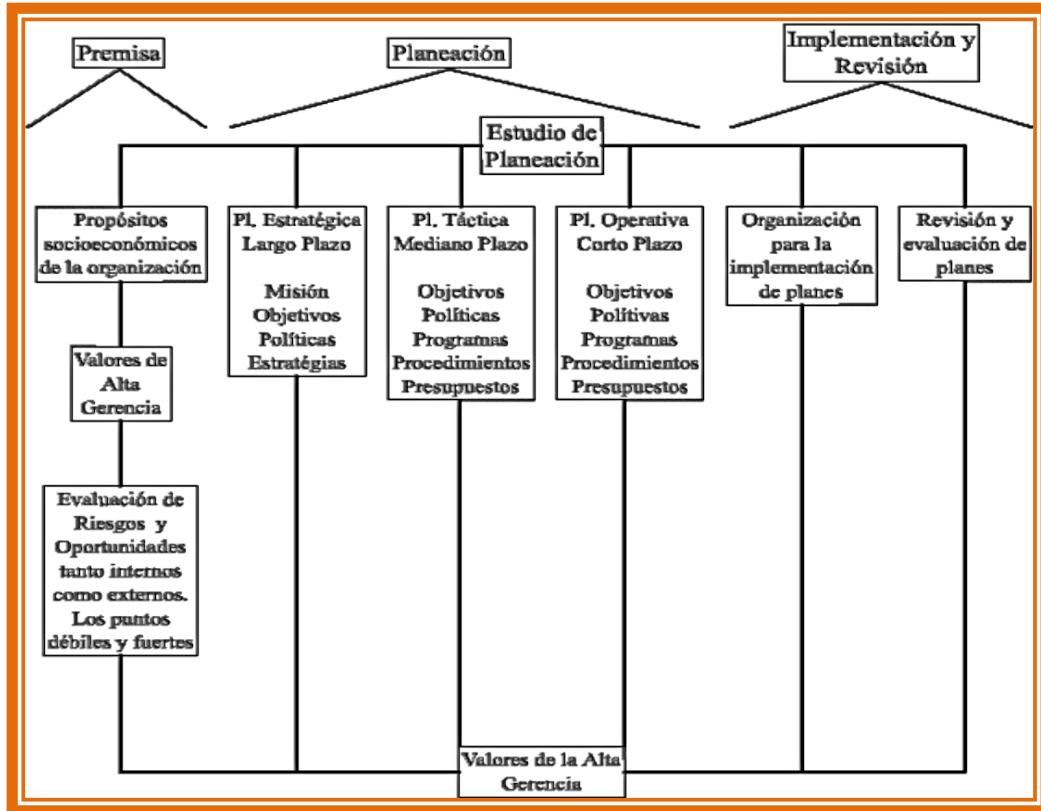 Premisa
Planeación
Implementación y
Revisión
Estudio de
Planeación
Propósitos
socioeconómicos
de la organización
Valores de
Alta
Gerencia
Evaluación de
Riesgos y
Oportunidades
tanto internos
como externos.
Los puntos
débiles y fuertes
Pl. Estratégica
Largo Plazo
Misión
Objetivos
Políticas
Estratégias
Pl. Táctica
Mediano Plazo
Objetivos
Políticas
Programas
Procedimientos
Presupuestos
Pl. Operativa
Corto Plazo
Objetivos
Polítivas
Programas
Procedimientos
Presupuestos
Organización
para la
implementación
de planes
Revisión y
evaluación de
planes
Valores de la Alta
Gerencia